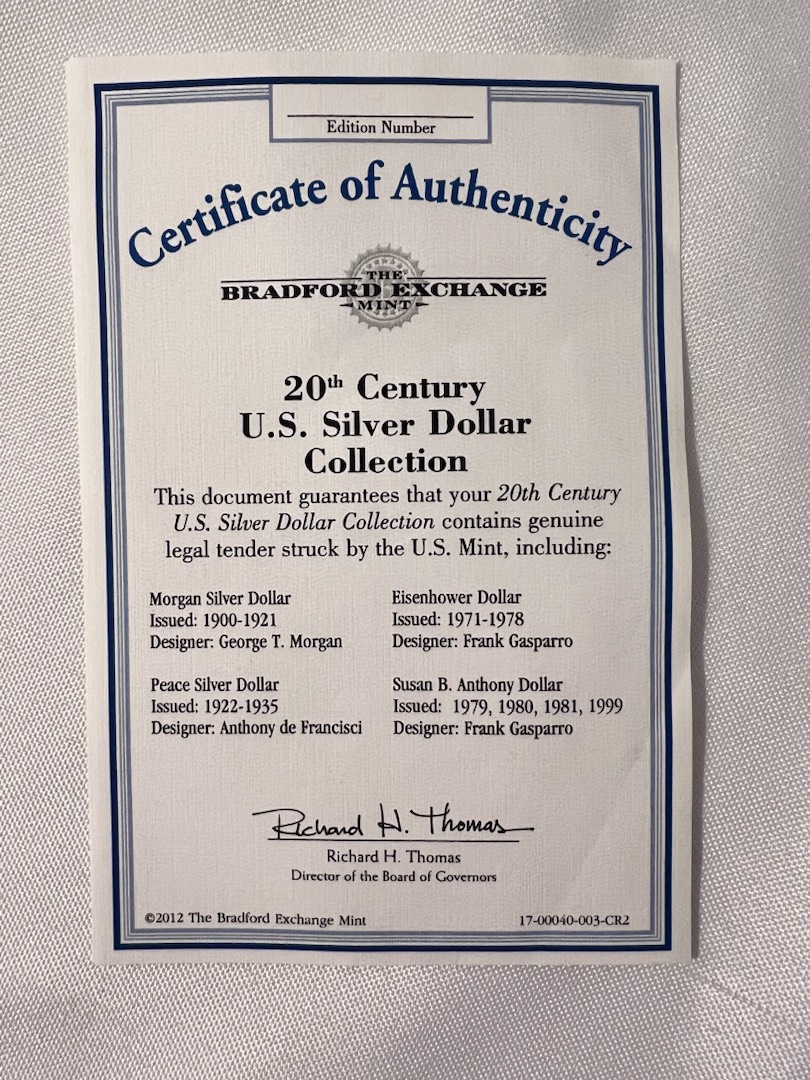 Edition Number
Certificate of Authenticity
THE
BRADFORD EXCHANGE
MINT
20th Century
U.S. Silver Dollar
Collection
This document guarantees that your 20th Century
U.S. Silver Dollar Collection contains genuine
legal tender struck by the U.S. Mint, including:
Morgan Silver Dollar
Issued: 1900-1921
Designer: George T. Morgan
Eisenhower Dollar
Issued: 1971-1978
Designer: Frank Gasparro
Peace Silver Dollar
Issued: 1922-1935
Designer: Anthony de Francisci
Susan B. Anthony Dollar
Issued: 1979, 1980, 1981, 1999
Designer: Frank Gasparro
Richard H. Thomas
Richard H. Thomas
Director of the Board of Governors
©2012 The Bradford Exchange Mint
17-00040-003-CR2